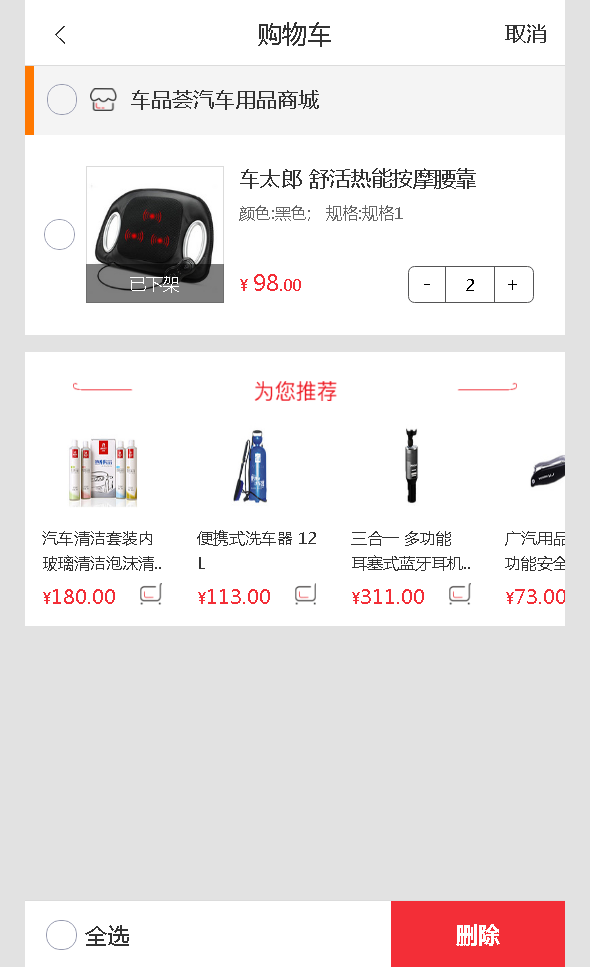 购物车
取消
车品荟汽车用品商城
车太郎 舒活热能按摩腰靠
颜色:黑色; 规格:规格1
已下架
¥ 98.00
- 2 +
为您推荐
汽车清洁套装内
玻璃清洁泡沫清..
¥180.00
便携式洗车器 12
L
¥113.00
三合一 多功能
耳塞式蓝牙耳机..
¥311.00
广汽用品
功能安全
¥73.00
全选
删除